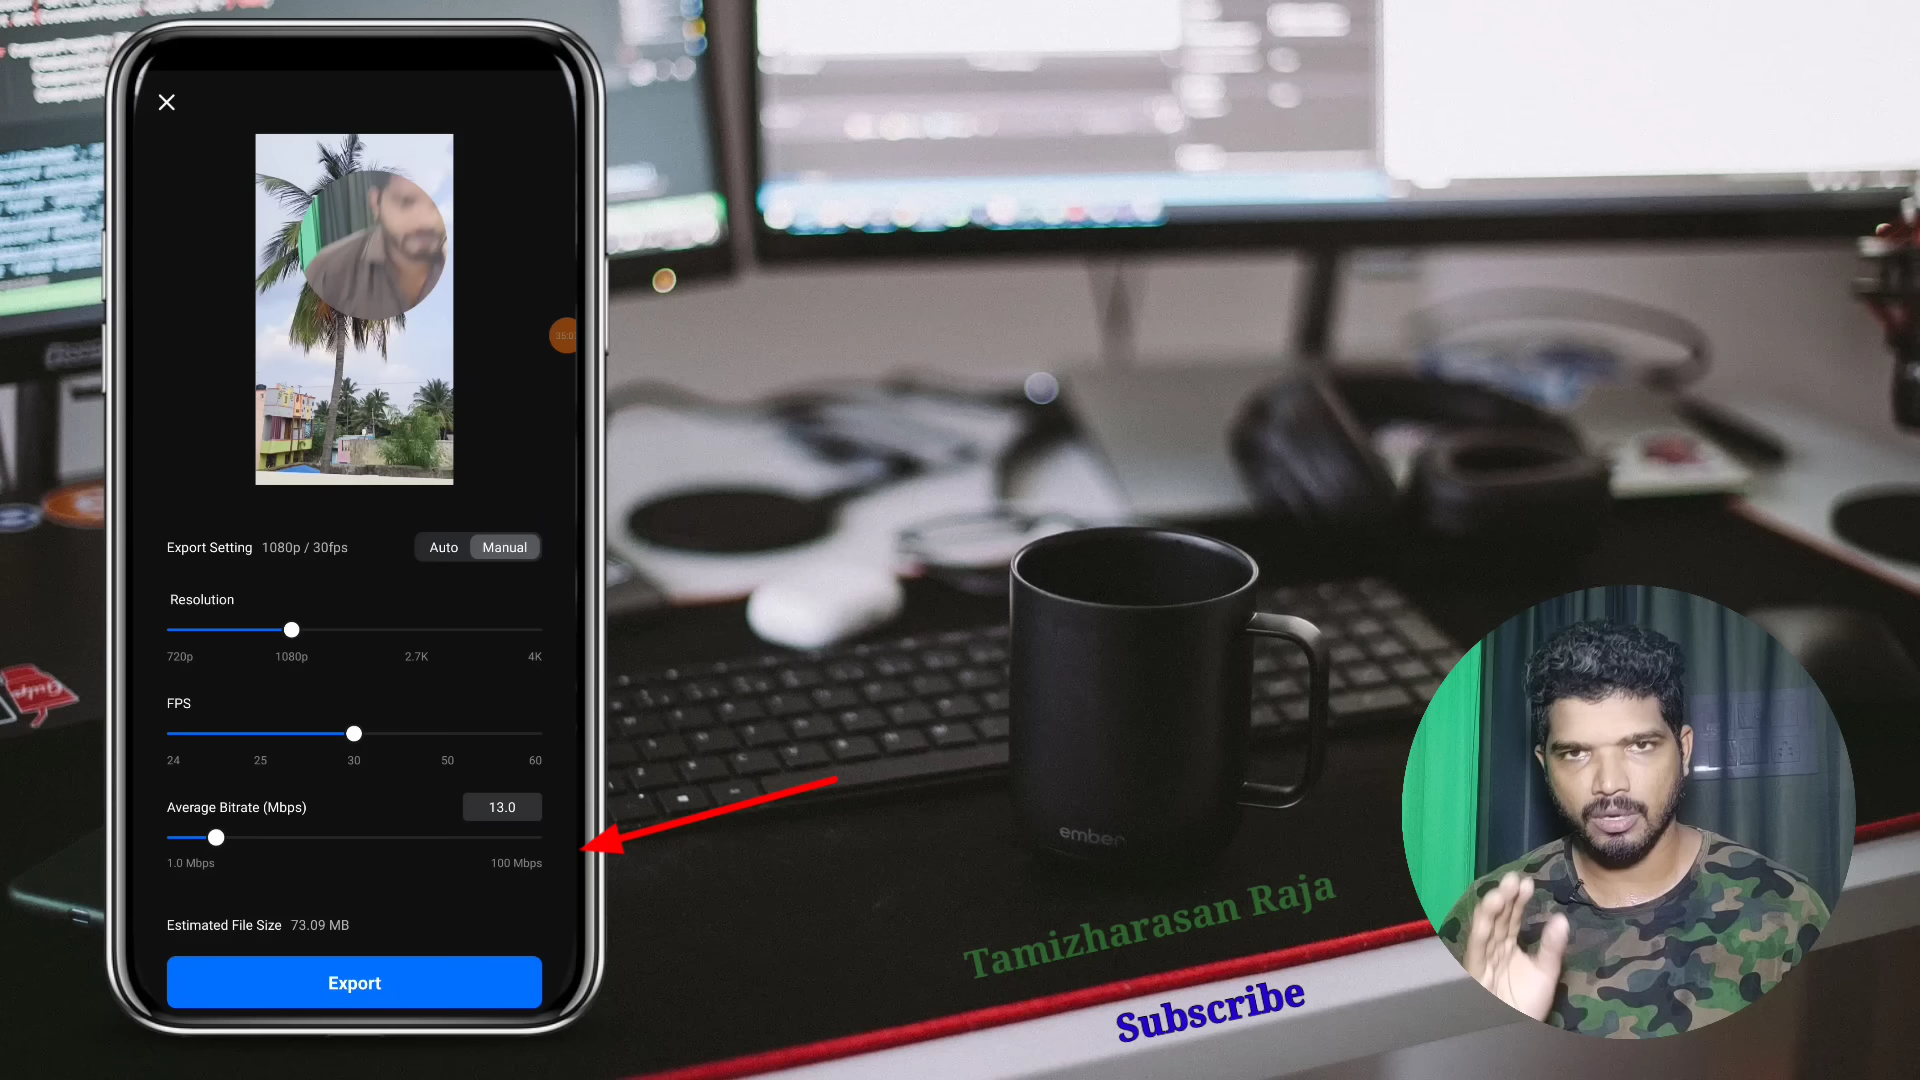 Export Setting 1080p / 30fps Auto Manual
Resolution
720p 1080p 2.7K 4K
FPS
24 25 30 50 60
Average Bitrate (Mbps) 13.0
1.0 Mbps 100 Mbps
Estimated File Size 73.09 MB
Export
ember
Tamizharasan Raja
Subscribe